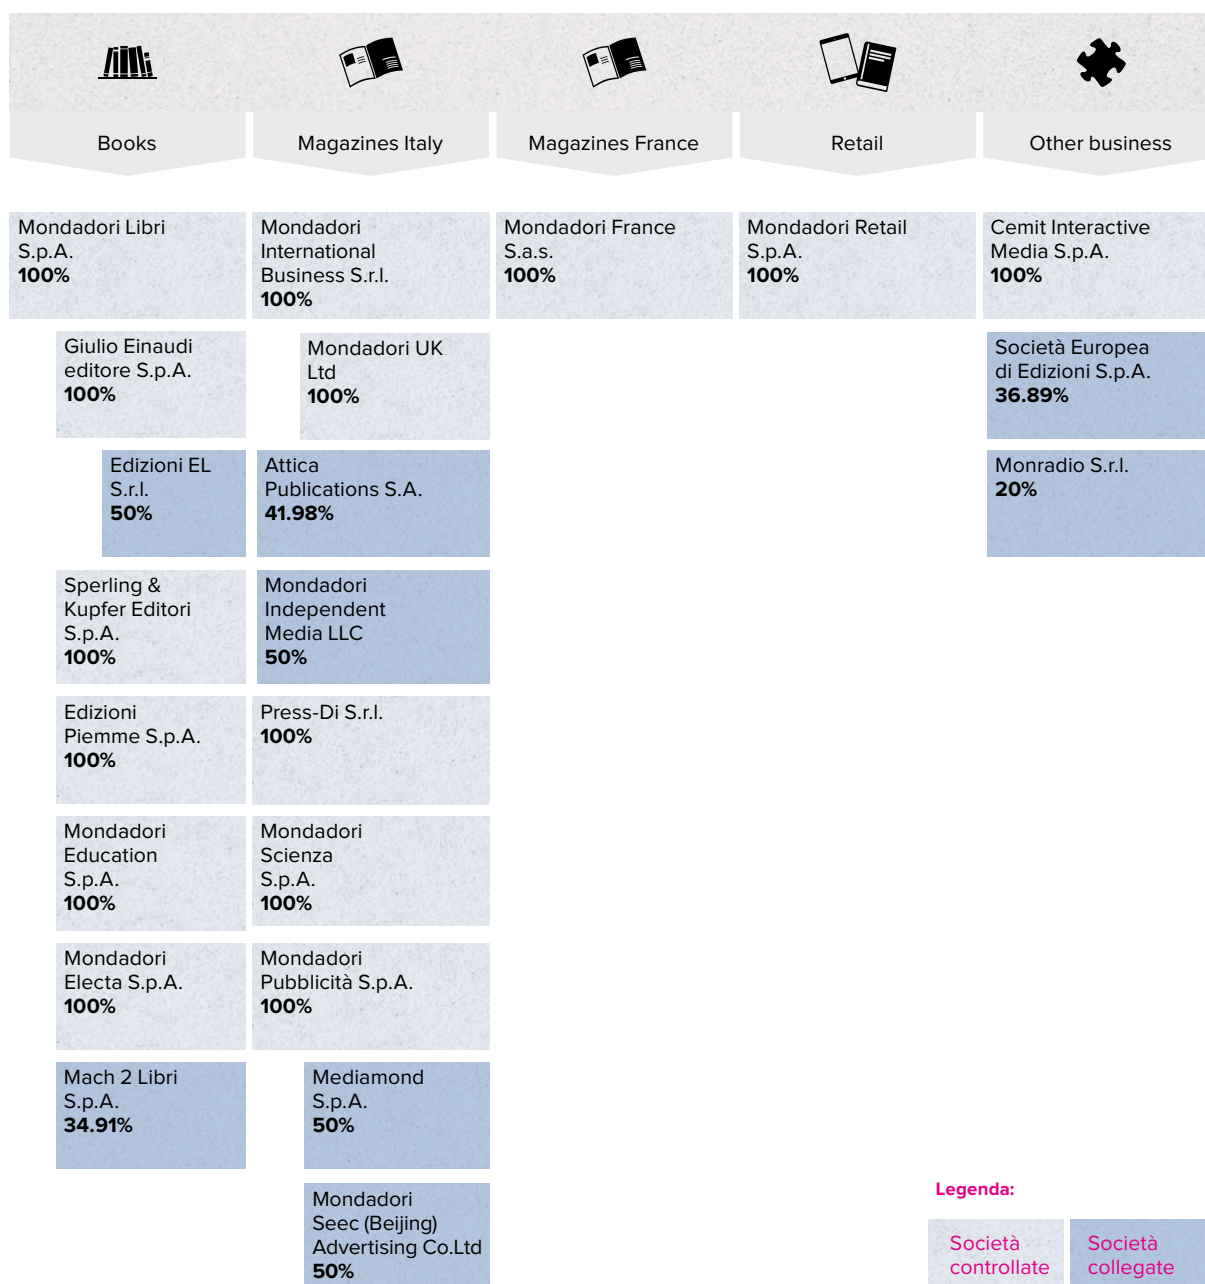 Books
Magazines Italy
Magazines France
Retail
Other business
Mondadori Libri
S.p.A.
100%
Giulio Einaudi
editore S.p.A.
100%
Edizioni EL
S.r.l.
50%
Sperling &
Kupfer Editori
S.p.A.
100%
Edizioni
Piemme S.p.A.
100%
Mondadori
Education
S.p.A.
100%
Mondadori
Electa S.p.A.
100%
Mach 2 Libri
S.p.A.
34.91%
Mondadori
International
Business S.r.l.
100%
Mondadori UK
Ltd
100%
Attica
Publications S.A.
41.98%
Mondadori
Independent
Media LLC
50%
Press-Di S.r.l.
100%
Mondadori
Scienza
S.p.A.
100%
Mondadori
Pubblicità S.p.A.
100%
Mediamond
S.p.A.
50%
Mondadori
Seec (Beijing)
Advertising Co.Ltd
50%
Mondadori France
S.a.s.
100%
Mondadori Retail
S.p.A.
100%
Cemit Interactive
Media S.p.A.
100%
Società Europea
di Edizioni S.p.A.
36.89%
Monradio S.r.l.
20%
Legenda:
Società
controllate
Società
collegate